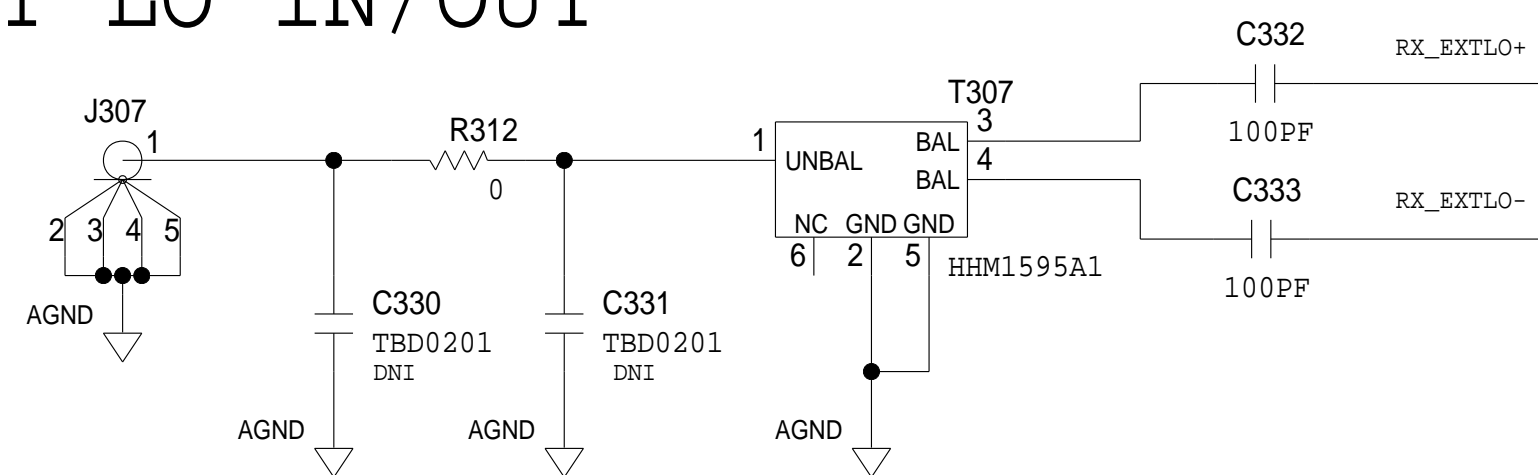 LO IN/OUT
C332
RX_EXTLO+
100PF
J307
1
R312
0
T307
3
4
1
UNBAL
BAL
BAL
NC
GND
GND
6
2
5
HHM1595A1
C333
RX_EXTLO-
100PF
2
3
4
5
AGND
C330
TBD0201
DNI
C331
TBD0201
DNI
AGND
AGND
AGND